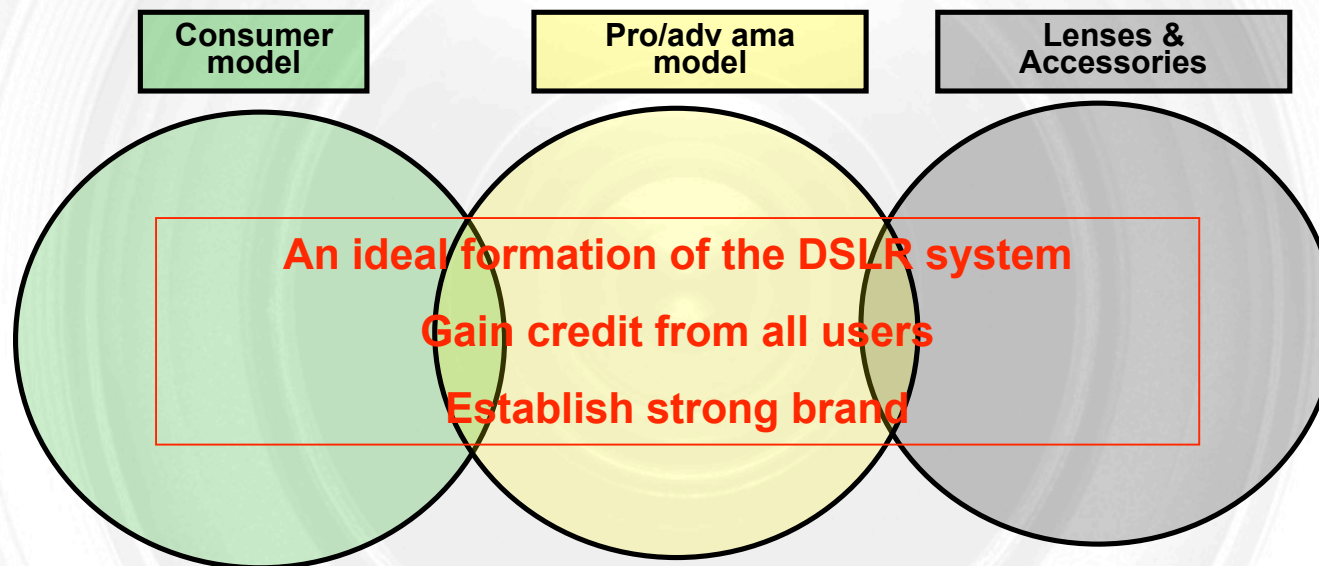 Consumer
model
Pro/adv ama
model
Lenses &
Accessories
An ideal formation of the DSLR system
Gain credit from all users
Establish strong brand